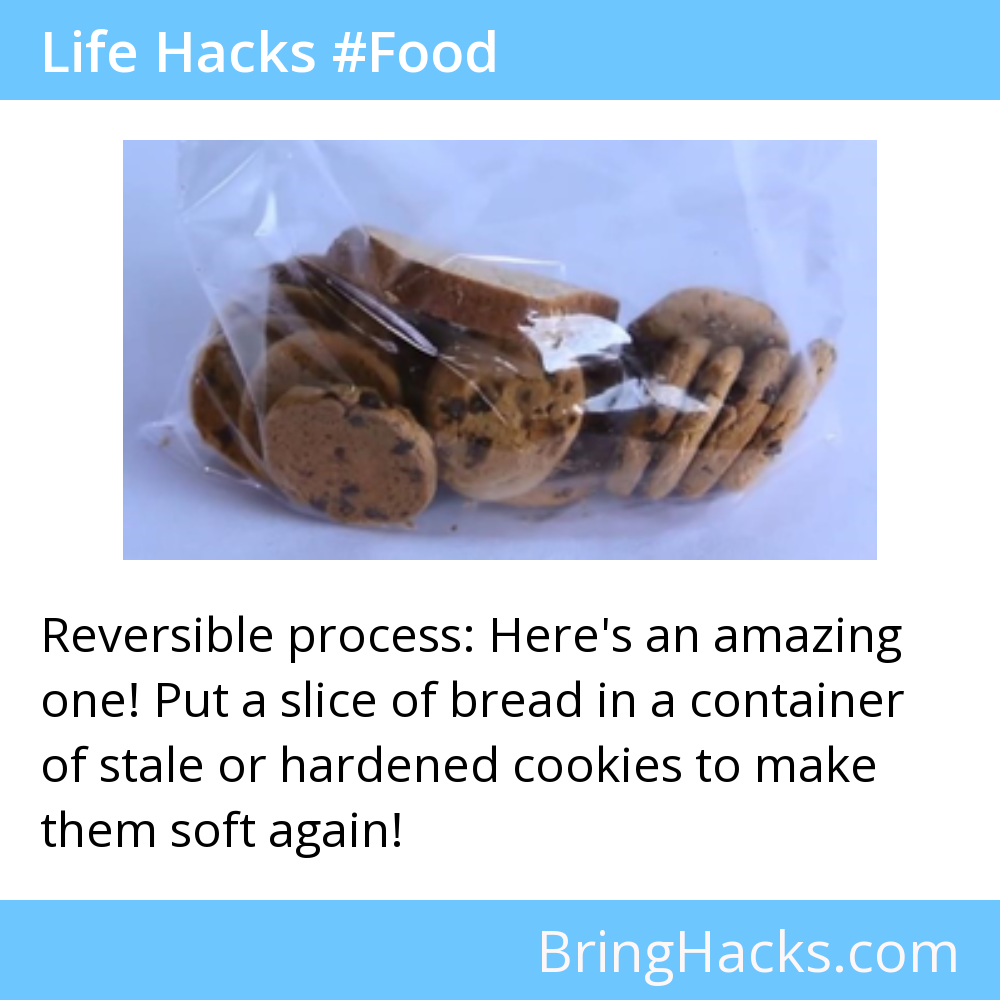 Life Hacks #Food
Reversible process: Here's an amazing
one! Put a slice of bread in a container
of stale or hardened cookies to make
them soft again!
BringHacks.com